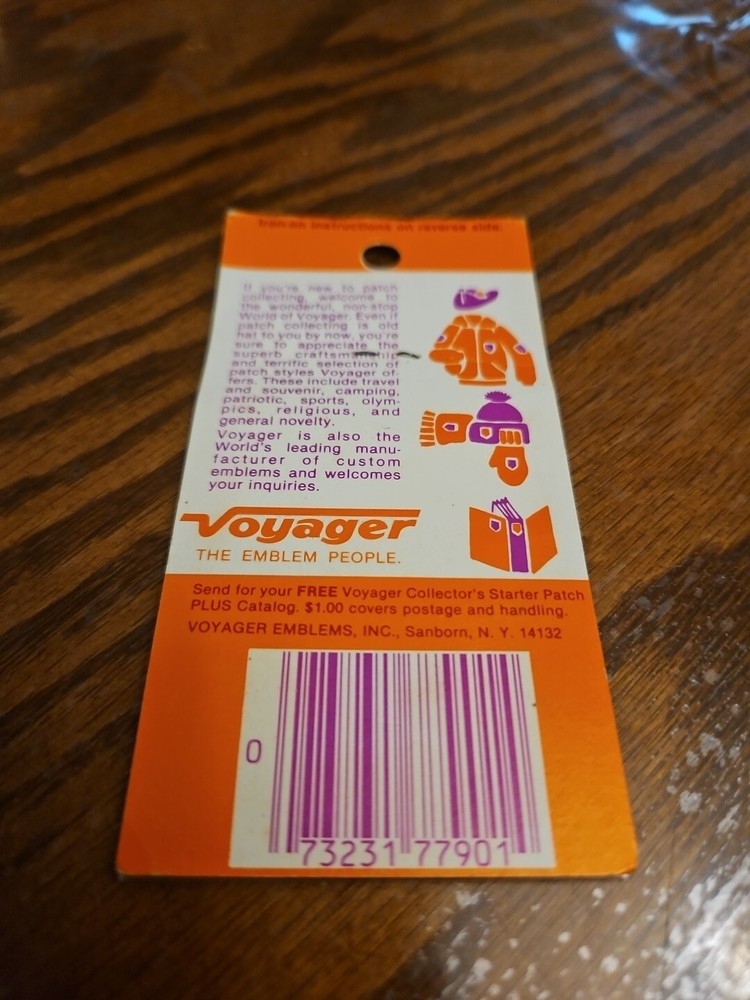 Iron-on instructions on reverse side.
If you're new to patch
collecting, welcome to
the wonderful, non-stop
World of Voyager. Even if
patch collecting is old
hat to you by now, you're
sure to appreciate the
superb craftsmanship
and terrific selection of
patch styles Voyager of-
fers. These include travel
and souvenir, camping,
patriotic, sports, olym-
pics, religious, and
general novelty.
Voyager is also the
World's leading manu-
facturer of custom
emblems and welcomes
your inquiries.
Voyager
THE EMBLEM PEOPLE.
Send for your FREE Voyager Collector's Starter Patch
PLUS Catalog. $1.00 covers postage and handling.
VOYAGER EMBLEMS, INC., Sanborn, N. Y. 14132
0
73231 77901